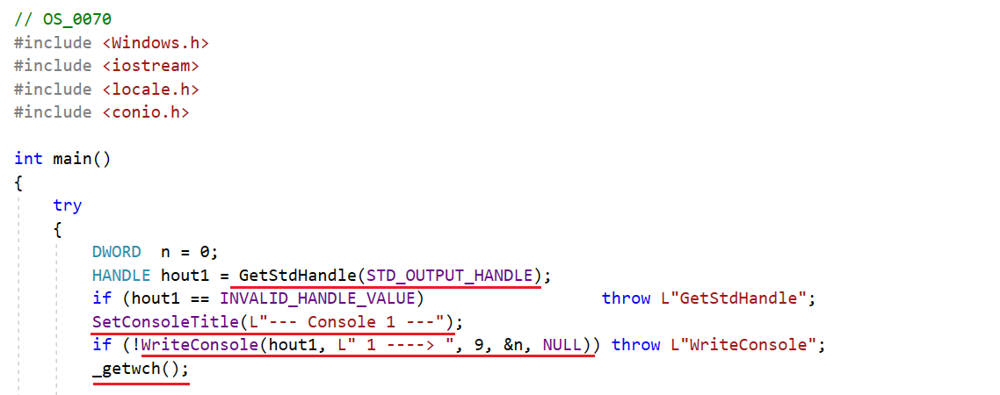 // OS_0070
#include <Windows.h>
#include <iostream>
#include <locale.h>
#include <conio.h>
int main()
{
try
{
DWORD  n = 0;
HANDLE hout1 = GetStdHandle(STD_OUTPUT_HANDLE);
if (hout1 == INVALID_HANDLE_VALUE)                  throw L"GetStdHandle";
SetConsoleTitle(L"--- Console 1 ---");
if (!WriteConsole(hout1, L" 1 ----> ", 9, &n, NULL)) throw L"WriteConsole";
_getwch();